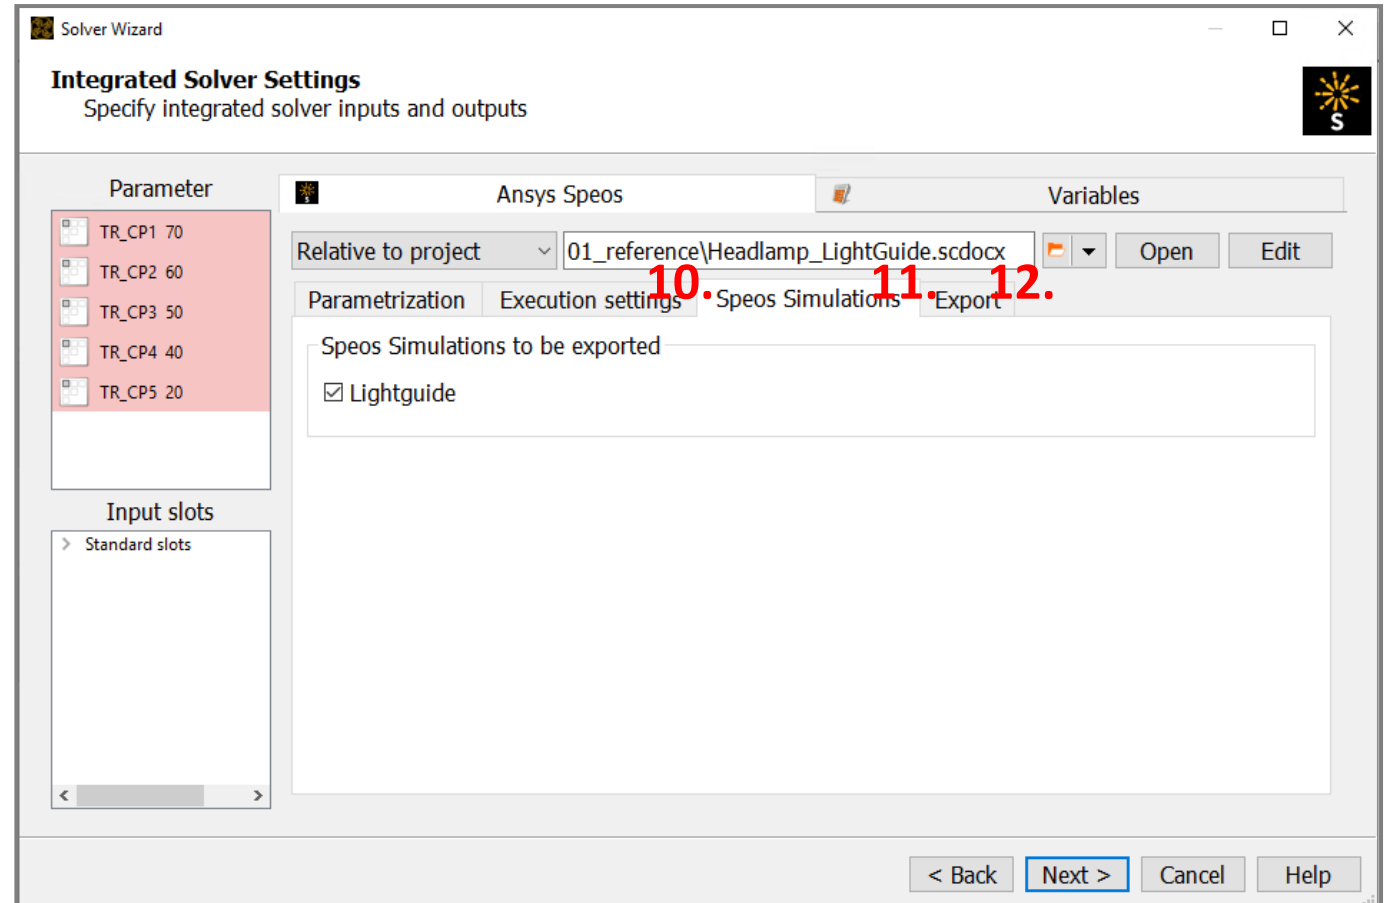 Solver Wizard
Integrated Solver Settings
Specify integrated solver inputs and outputs
S
Parameter
TR_CP1 70
TR_CP2 60
TR_CP3 50
TR_CP4 40
TR_CP5 20
Input slots
Standard slots
Ansys Speos
Variables
Relative to project
01_reference\Headlamp_LightGuide.scdocx
Open
Edit
10.
11.
12.
Parametrization
Execution settings
Speos Simulations
Export
Speos Simulations to be exported
Lightguide
< Back
Next >
Cancel
Help